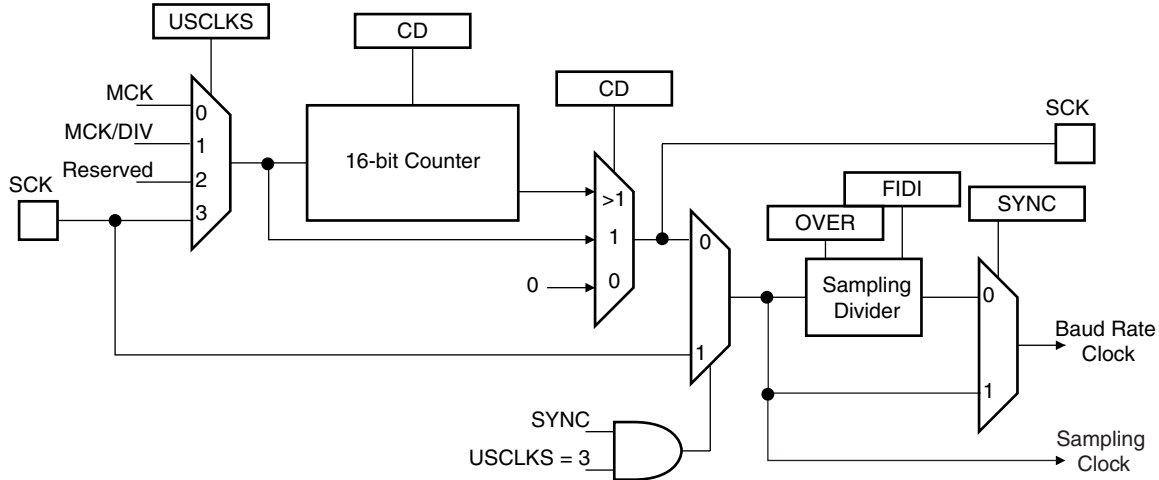 USCLKS
CD
CD
MCK
0
MCK/DIV
1
Reserved
2
SCK
3
16-bit Counter
>1
1
0
0
SCK
FIDI
OVER
SYNC
0
1
Sampling
Divider
0
1
Baud Rate
Clock
SYNC
USCLKS = 3
Sampling
Clock